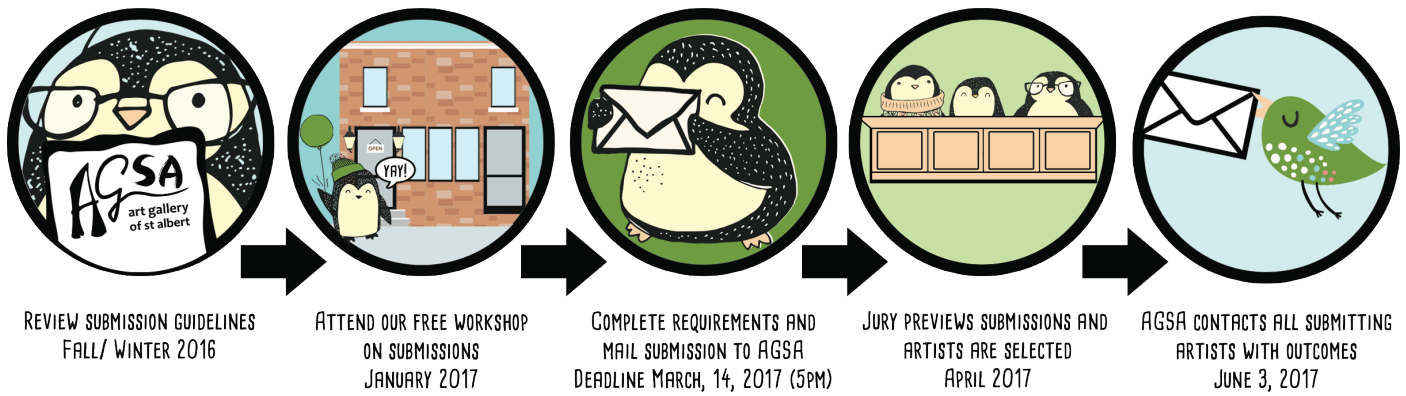 AGSA
art gallery
of st albert
OPEN
YAY!
REVIEW SUBMISSION GUIDELINES
FALL/ WINTER 2016
ATTEND OUR FREE WORKSHOP
ON SUBMISSIONS
JANUARY 2017
COMPLETE REQUIREMENTS AND
MAIL SUBMISSION TO AGSA
DEADLINE MARCH, 14, 2017 (5PM)
JURY PREVIEWS SUBMISSIONS AND
ARTISTS ARE SELECTED
APRIL 2017
AGSA CONTACTS ALL SUBMITTING
ARTISTS WITH OUTCOMES
JUNE 3, 2017